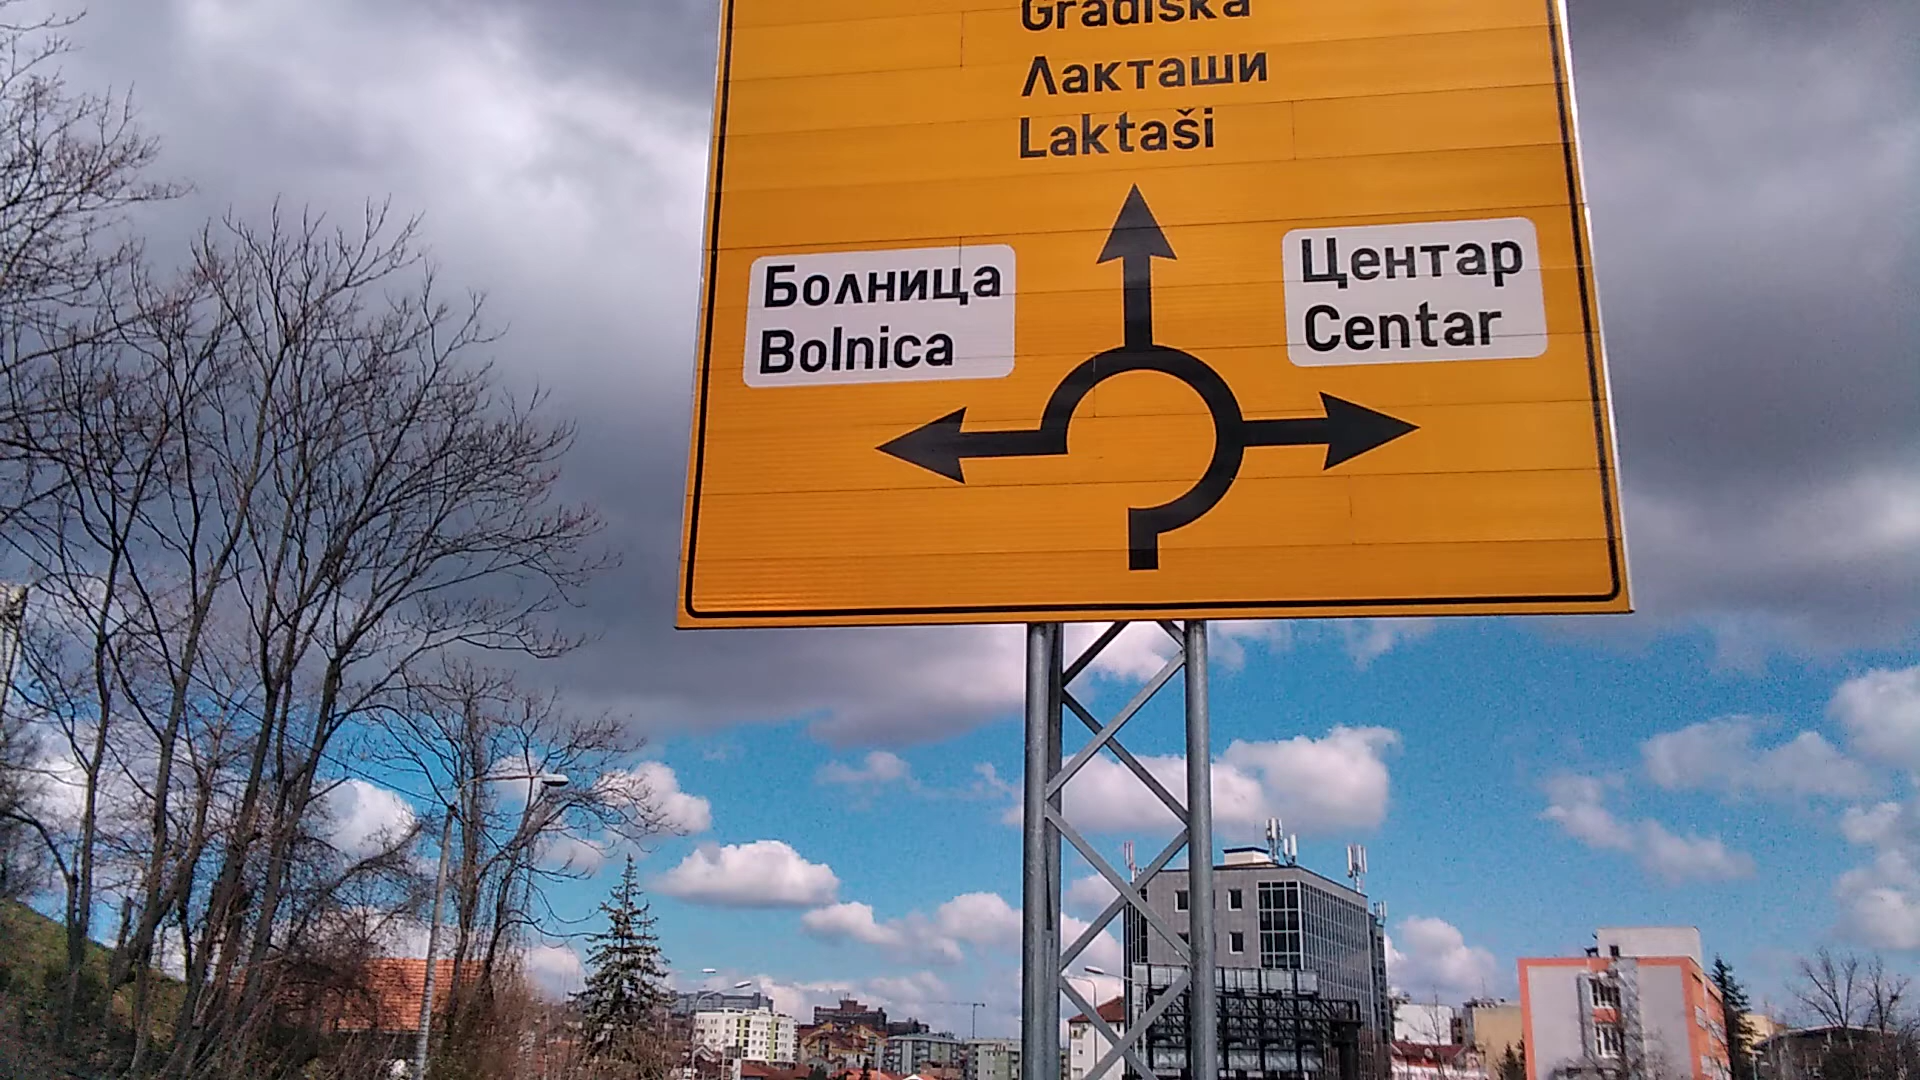 Gradiška
Лакташи
Laktaši
Болница
Bolnica
Центар
Centar